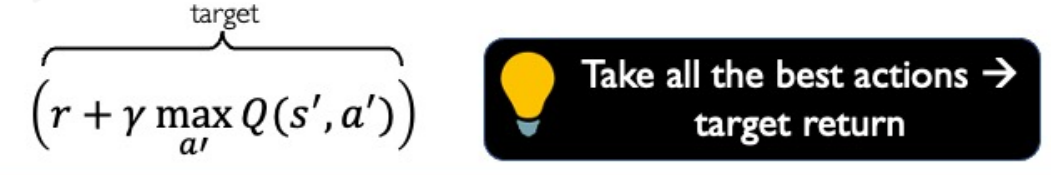 target
(r + γ max Q(s′, a′))
a′
Take all the best actions →
target return